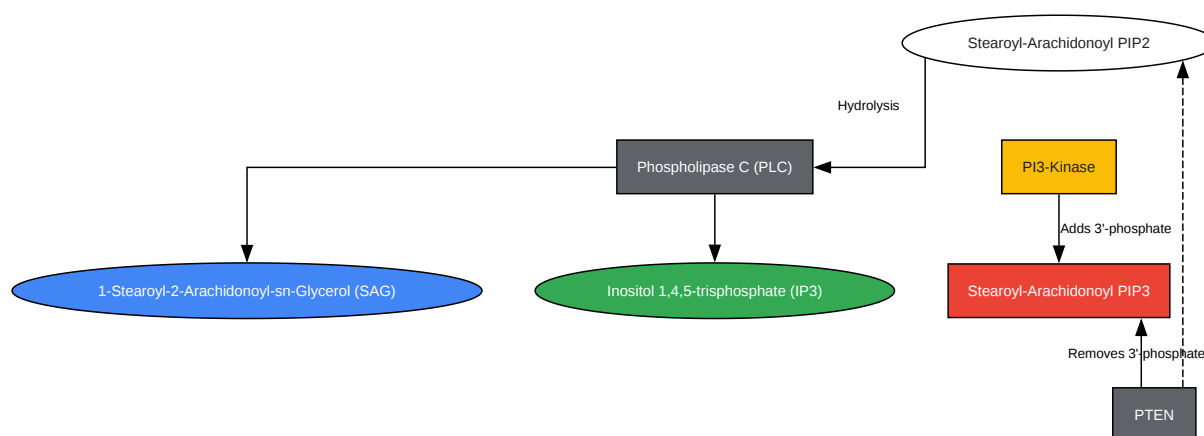 Stearoyl-Arachidonoyl PIP2
Hydrolysis
Phospholipase C (PLC)
PI3-Kinase
Adds 3'-phosphate
1-Stearoyl-2-Arachidonoyl-sn-Glycerol (SAG)
Inositol 1,4,5-trisphosphate (IP3)
Stearoyl-Arachidonoyl PIP3
Removes 3'-phosphate
PTEN